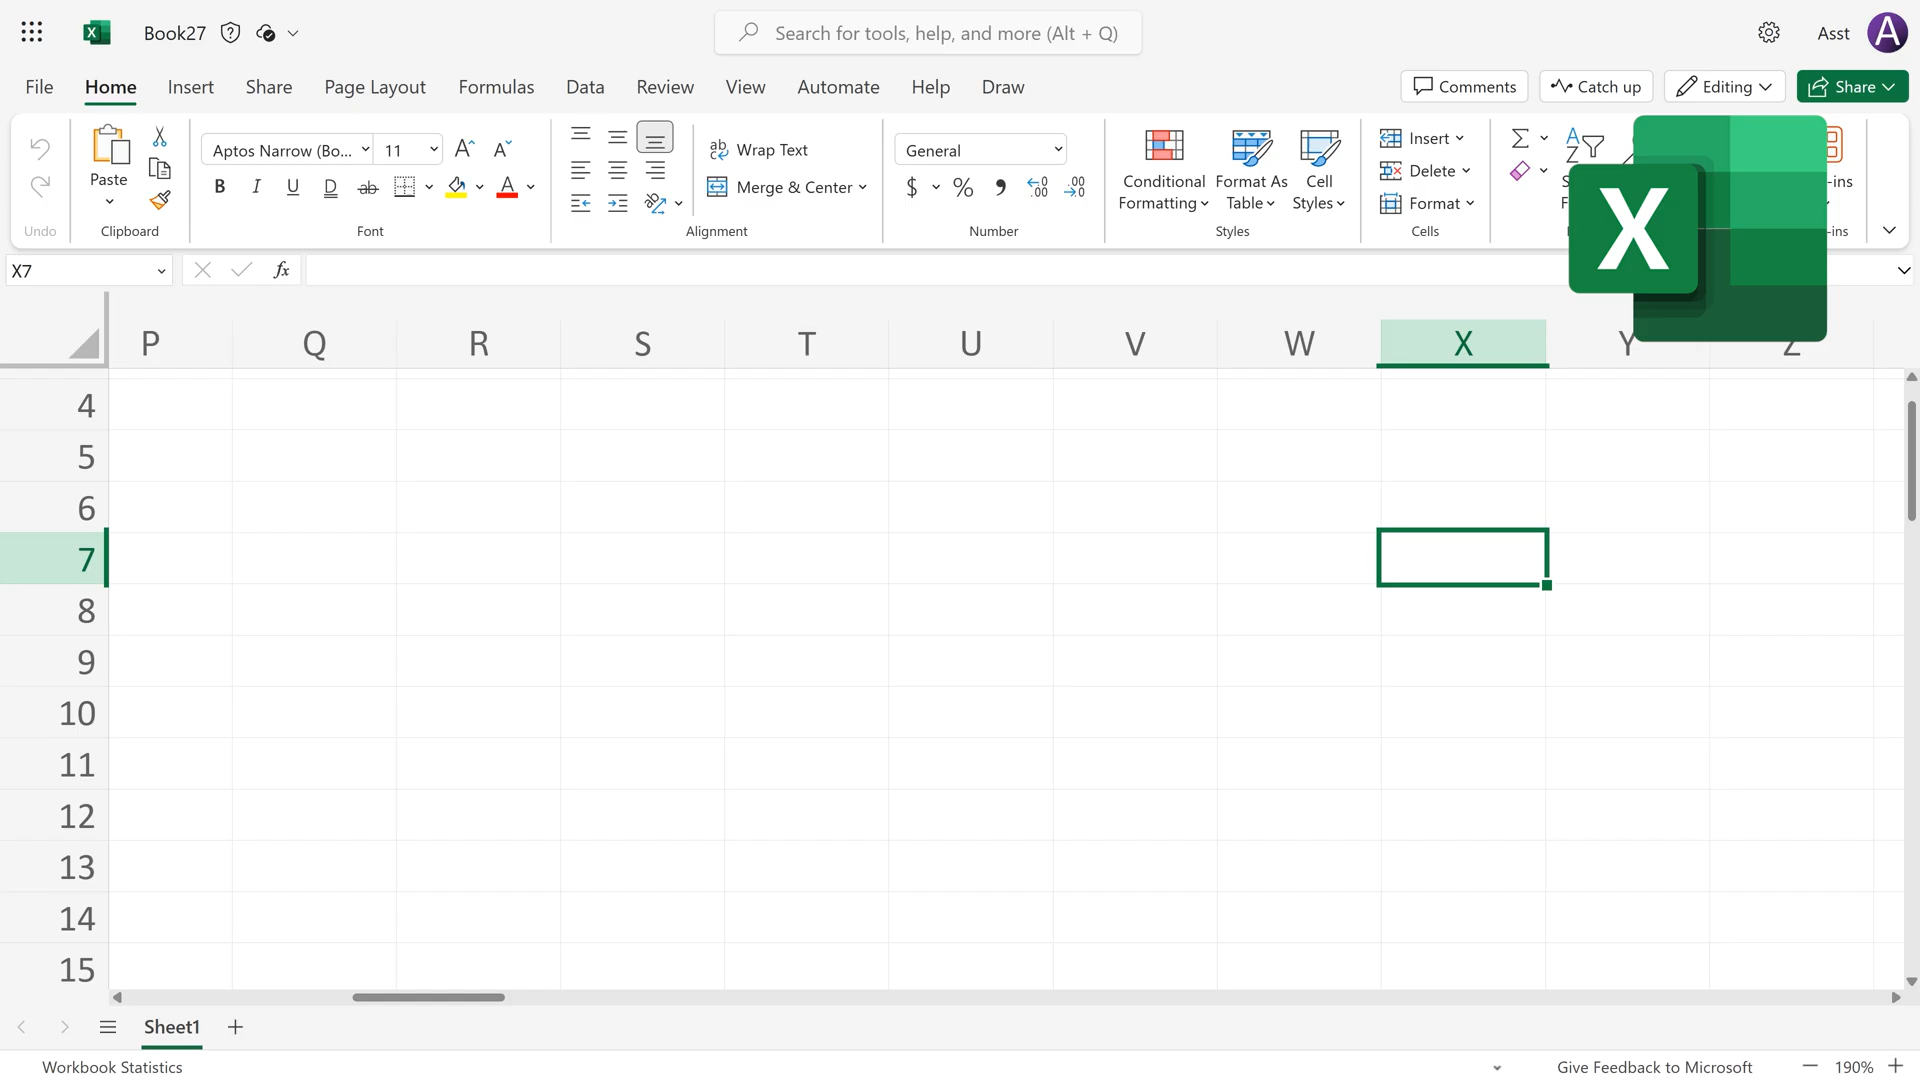 X Book27 Search for tools, help, and more (Alt + Q) Asst A
File Home Insert Share Page Layout Formulas Data Review View Automate Help Draw Comments Catch up Editing Share
Paste Aptos Narrow (Bo... 11 A A ab Wrap Text General Conditional Format As Cell Insert Σ A Z
B I U D ab A Merge & Center $ % , .00 .00 Formatting Table Styles Delete -ins
Format
Undo Clipboard Font Alignment Number Styles Cells -ins
X
X7 fx
P Q R S T U V W X Y Z
4
5
6
7
8
9
10
11
12
13
14
15
Sheet1 +
Workbook Statistics Give Feedback to Microsoft — 190% +